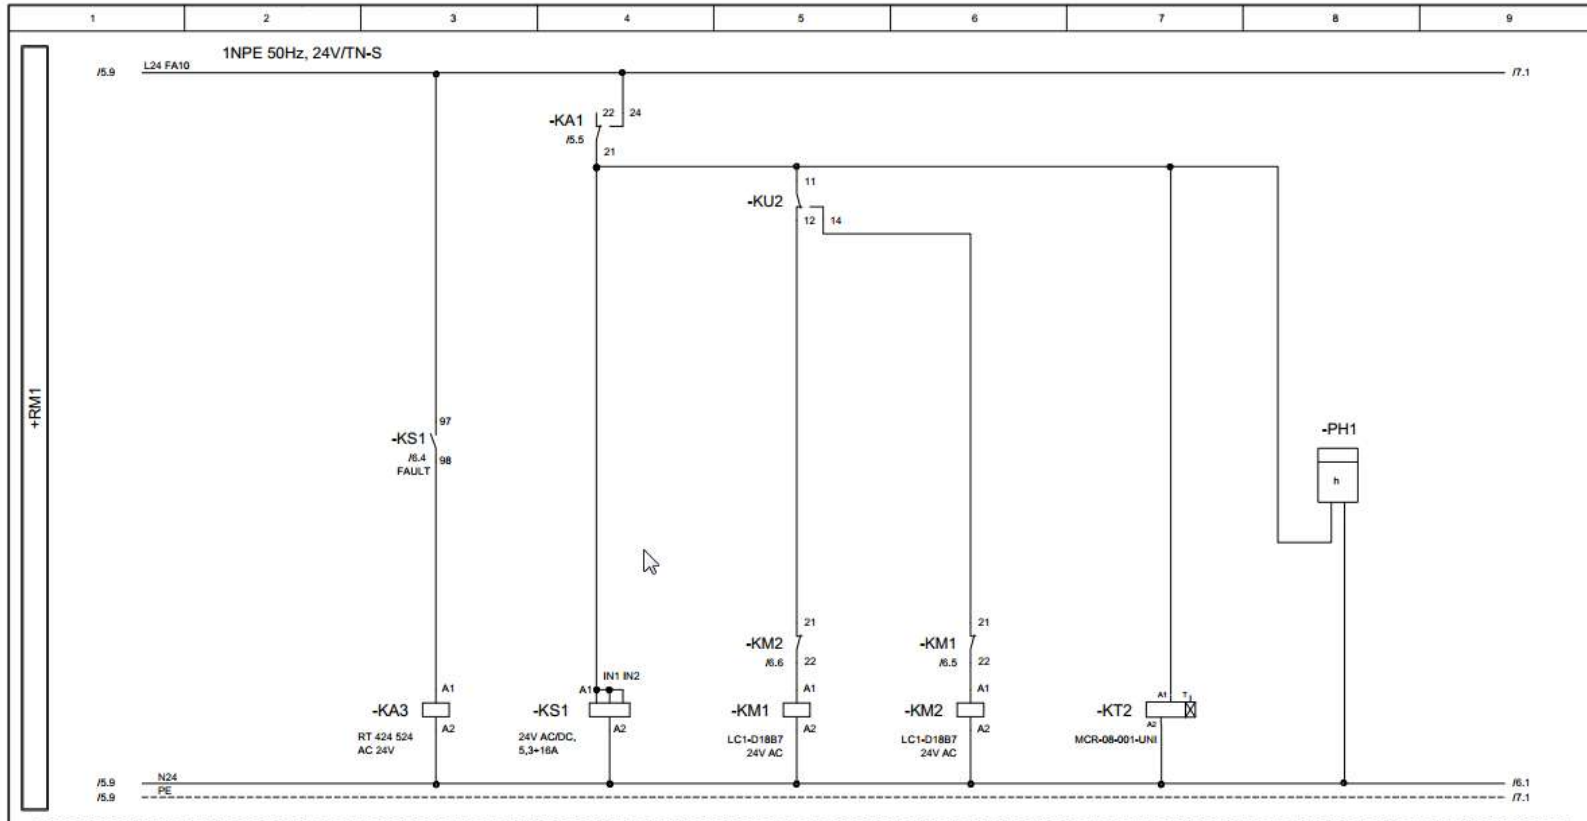 1 2 3 4 5 6 7 8 9
1NPE 50Hz, 24V/TN-S
/5.9 L24 FA10 /7.1
-KA1 22 24
/5.5
21
11
-KU2
12 14
+RM1
97
-KS1
/6.4 98
FAULT
-PH1
h
21 21
-KM2 -KM1
/6.6 22 /6.5 22
IN1 IN2
A1 A1 A1 A1 A1 T
-KA3 -KS1 -KM1 -KM2 -KT2
A2 A2 A2 A2 A2
RT 424 524 24V AC/DC, LC1-D18B7 LC1-D18B7 MCR-08-001-UNI
AC 24V 5,3÷16A 24V AC 24V AC
/5.9 N24 /6.1
/5.9 PE /7.1